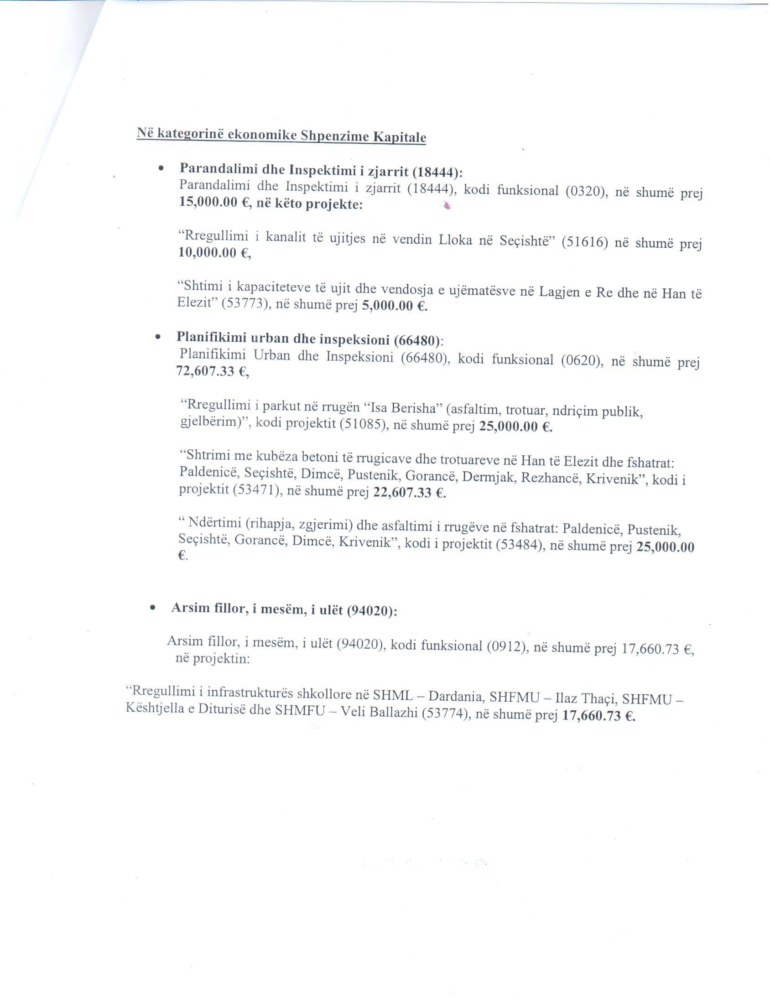 Në kategorinë ekonomike Shpenzime Kapitale
• Parandalimi dhe Inspektimi i zjarrit (18444):
Parandalimi dhe Inspektimi i zjarrit (18444), kodi funksional (0320), në shumë prej
15,000.00 €, në këto projekte:
“Rregullimi i kanalit të ujitjes në vendin Lloka në Seçishtë” (51616) në shumë prej
10,000.00 €,
“Shtimi i kapaciteteve të ujit dhe vendosja e ujëmatësve në Lagjen e Re dhe në Han të
Elezit” (53773), në shumë prej 5,000.00 €.
• Planifikimi urban dhe inspeksioni (66480):
Planifikimi Urban dhe Inspeksioni (66480), kodi funksional (0620), në shumë prej
72,607.33 €,
“Rregullimi i parkut në rrugën “Isa Berisha” (asfaltim, trotuar, ndriçim publik,
gjelbërim)”, kodi projektit (51085), në shumë prej 25,000.00 €.
“Shtrimi me kubëza betoni të rrugicave dhe trotuareve në Han të Elezit dhe fshatrat:
Paldenicë, Seçishtë, Dimcë, Pustenik, Gorancë, Dermjak, Rezhancë, Krivenik”, kodi i
projektit (53471), në shumë prej 22,607.33 €.
“ Ndërtimi (rihapja, zgjerimi) dhe asfaltimi i rrugëve në fshatrat: Paldenicë, Pustenik,
Seçishtë, Gorancë, Dimcë, Krivenik”, kodi i projektit (53484), në shumë prej 25,000.00
€.
• Arsim fillor, i mesëm, i ulët (94020):
Arsim fillor, i mesëm, i ulët (94020), kodi funksional (0912), në shumë prej 17,660.73 €,
në projektin:
“Rregullimi i infrastrukturës shkollore në SHML – Dardania, SHFMU – Ilaz Thaçi, SHFMU –
Kështjella e Diturisë dhe SHMFU – Veli Ballazhi (53774), në shumë prej 17,660.73 €.